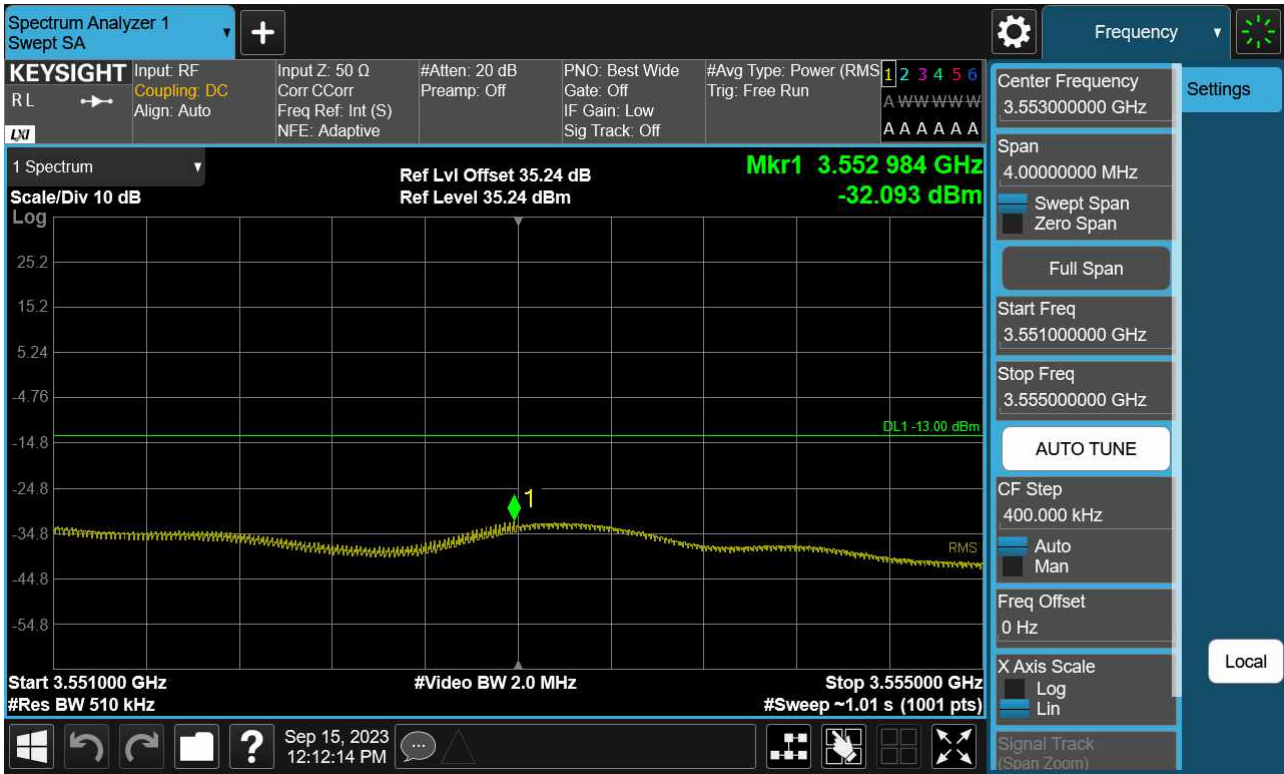 Spectrum Analyzer 1
Swept SA
+
Frequency
KEYSIGHT
R L
LXI
Input: RF
Coupling: DC
Align: Auto
Input Z: 50 Ω
Corr CCorr
Freq Ref: Int (S)
NFE: Adaptive
#Atten: 20 dB
Preamp: Off
PNO: Best Wide
Gate: Off
IF Gain: Low
Sig Track: Off
#Avg Type: Power (RMS
Trig: Free Run
1 2 3 4 5 6
A W W W W W
A A A A A A
1 Spectrum
Scale/Div 10 dB
Log
Ref Lvl Offset 35.24 dB
Ref Level 35.24 dBm
Mkr1 3.552 984 GHz
-32.093 dBm
25.2
15.2
5.24
-4.76
-14.8
-24.8
-34.8
-44.8
-54.8
DL1 -13.00 dBm
1
RMS
Start 3.551000 GHz
#Res BW 510 kHz
#Video BW 2.0 MHz
Stop 3.555000 GHz
#Sweep ~1.01 s (1001 pts)
Center Frequency
3.553000000 GHz
Settings
Span
4.00000000 MHz
Swept Span
Zero Span
Full Span
Start Freq
3.551000000 GHz
Stop Freq
3.555000000 GHz
AUTO TUNE
CF Step
400.000 kHz
Auto
Man
Freq Offset
0 Hz
X Axis Scale
Log
Lin
Local
Signal Track
(Span Zoom)
?
Sep 15, 2023
12:12:14 PM